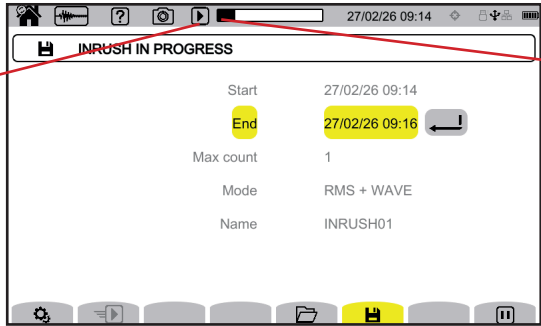 ? 27/02/26 09:14
INRUSH IN PROGRESS
Start 27/02/26 09:14
End 27/02/26 09:16
Max count 1
Mode RMS + WAVE
Name INRUSH01